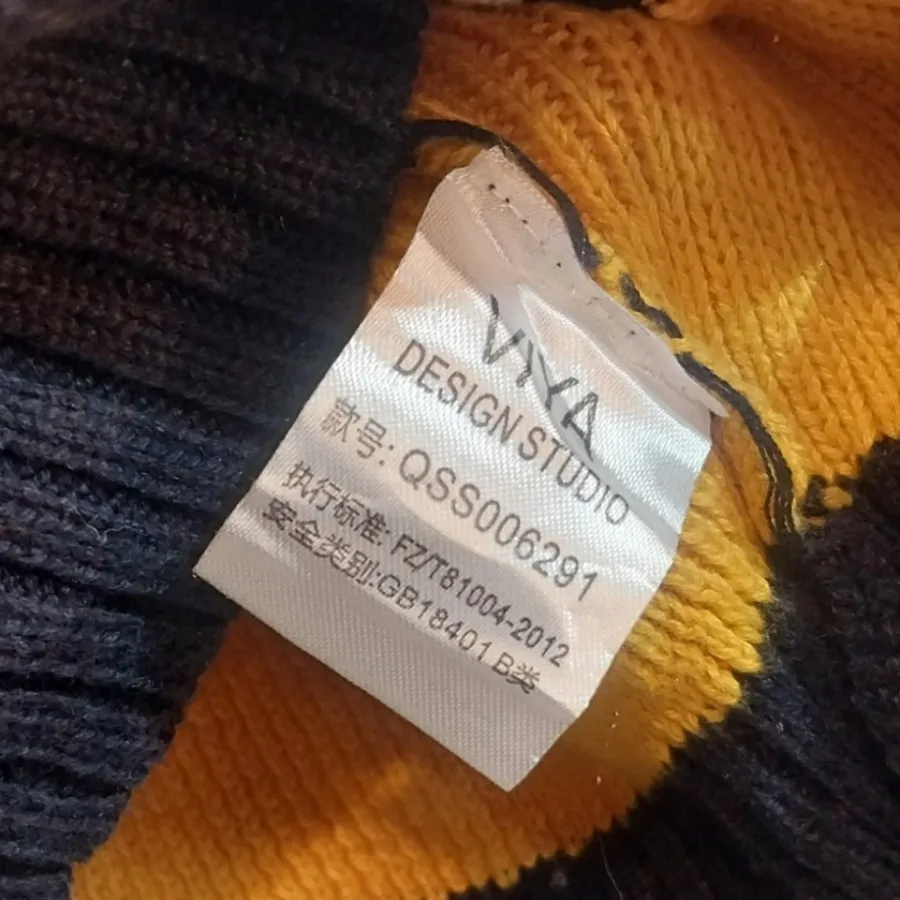 VIYA
DESIGN STUDIO
款号: QSS006291
执行标准: FZ/T81004-2012
安全类别:GB18401 B类